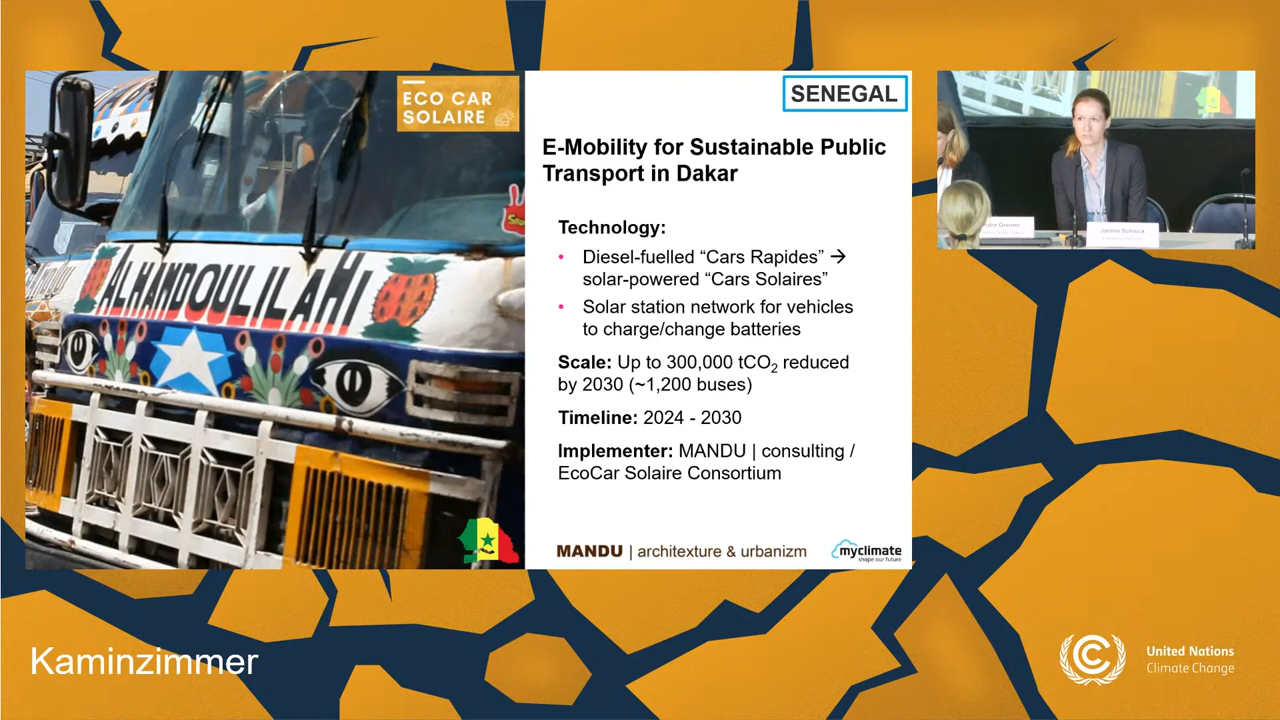 ECO CAR
SOLAIRE
ALHAMDOULILAHI
SENEGAL
E-Mobility for Sustainable Public
Transport in Dakar
Technology:
• Diesel-fuelled “Cars Rapides” →
solar-powered “Cars Solaires”
• Solar station network for vehicles
to charge/change batteries
Scale: Up to 300,000 tCO₂ reduced
by 2030 (~1,200 buses)
Timeline: 2024 - 2030
Implementer: MANDU | consulting /
EcoCar Solaire Consortium
MANDU | architexture & urbanizm
myclimate
shape our future
Greiner
Janina Schnick
Kaminzimmer
United Nations
Climate Change